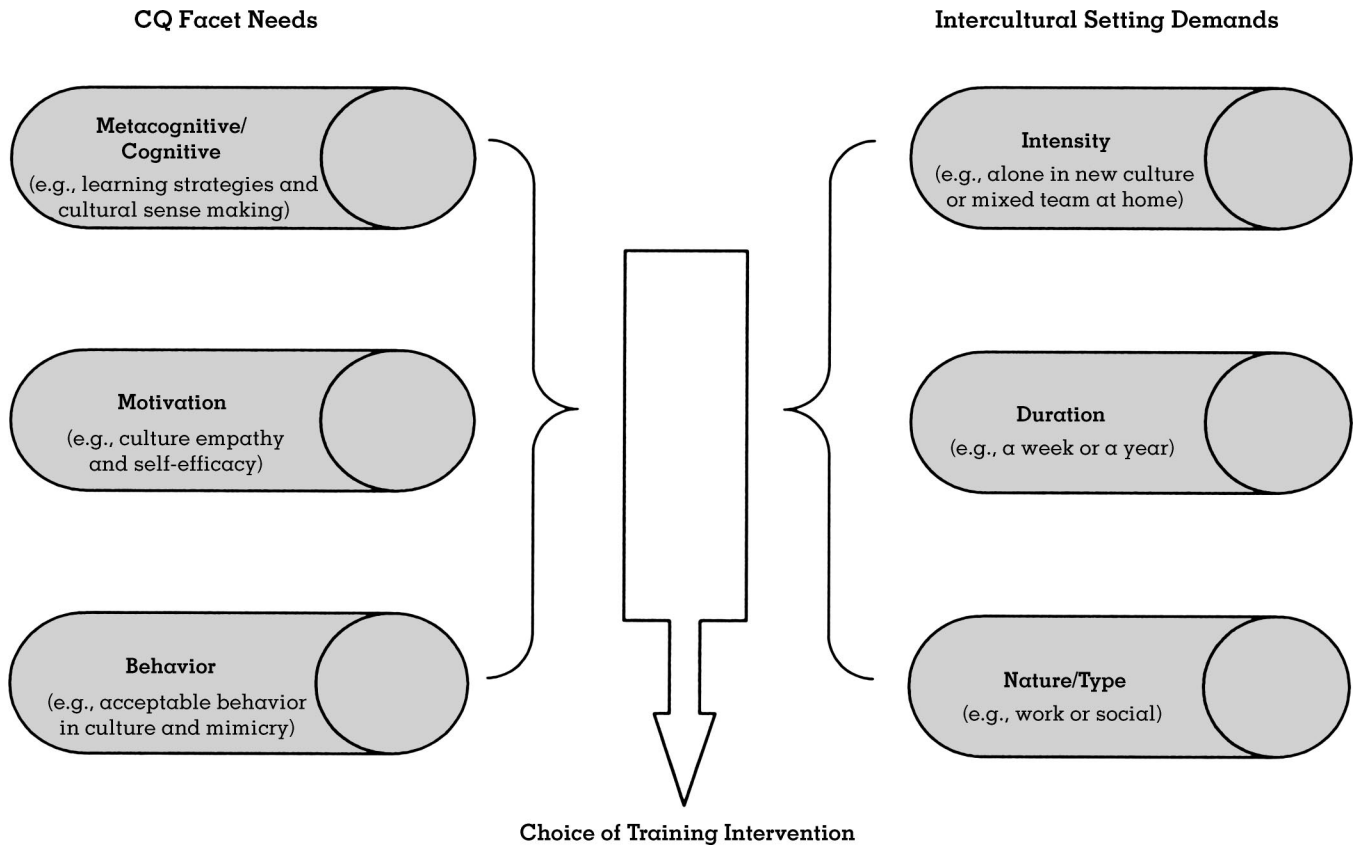 CQ Facet Needs
Metacognitive/
Cognitive
(e.g., learning strategies and
cultural sense making)
Motivation
(e.g., culture empathy
and self-efficacy)
Behavior
(e.g., acceptable behavior
in culture and mimicry)
Intercultural Setting Demands
Intensity
(e.g., alone in new culture
or mixed team at home)
Duration
(e.g., a week or a year)
Nature/Type
(e.g., work or social)
Choice of Training Intervention